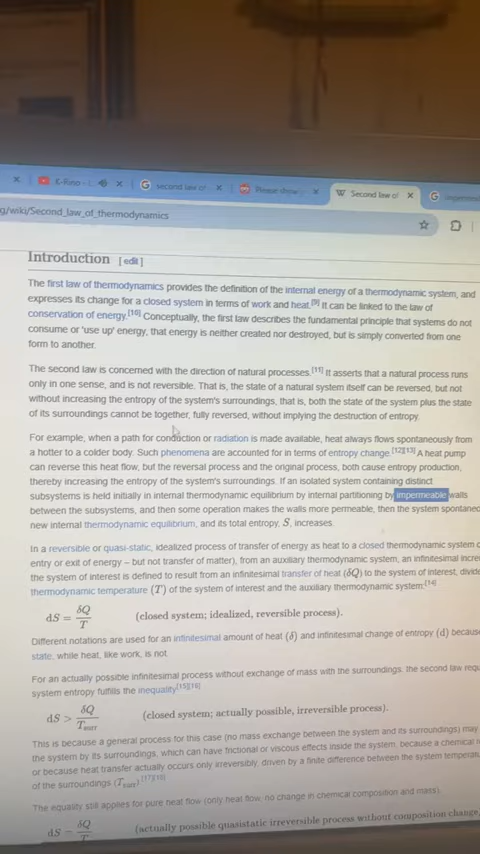 K-Pino
second law of
Please show
Second law of
g/wiki/Second_law_of_thermodynamics
Introduction [ edit ]
The first law of thermodynamics provides the definition of the internal energy of a thermodynamic system, and
expresses its change for a closed system in terms of work and heat.[9] It can be linked to the law of
conservation of energy.[10] Conceptually, the first law describes the fundamental principle that systems do not
consume or 'use up' energy, that energy is neither created nor destroyed, but is simply converted from one
form to another.
The second law is concerned with the direction of natural processes.[11] It asserts that a natural process runs
only in one sense, and is not reversible. That is, the state of a natural system itself can be reversed, but not
without increasing the entropy of the system's surroundings, that is, both the state of the system plus the state
of its surroundings cannot be together, fully reversed, without implying the destruction of entropy.
For example, when a path for conduction or radiation is made available, heat always flows spontaneously from
a hotter to a colder body. Such phenomena are accounted for in terms of entropy change.[12][13] A heat pump
can reverse this heat flow, but the reversal process and the original process, both cause entropy production,
thereby increasing the entropy of the system's surroundings. If an isolated system containing distinct
subsystems is held initially in internal thermodynamic equilibrium by internal partitioning by impermeable walls
between the subsystems, and then some operation makes the walls more permeable, then the system spontaneo
new internal thermodynamic equilibrium, and its total entropy, S, increases.
In a reversible or quasi-static, idealized process of transfer of energy as heat to a closed thermodynamic system
entry or exit of energy – but not transfer of matter), from an auxiliary thermodynamic system, an infinitesimal incre
the system of interest is defined to result from an infinitesimal transfer of heat (δQ) to the system of interest, divide
thermodynamic temperature (T) of the system of interest and the auxiliary thermodynamic system:[14]
dS = δQ/T (closed system; idealized, reversible process).
Different notations are used for an infinitesimal amount of heat (δ) and infinitesimal change of entropy (d) becaus
state, while heat, like work, is not.
For an actually possible infinitesimal process without exchange of mass with the surroundings, the second law requ
system entropy fulfills the inequality[15][16]
dS > δQ/Tsurr (closed system; actually possible, irreversible process).
This is because a general process for this case (no mass exchange between the system and its surroundings) may
the system by its surroundings, which can have frictional or viscous effects inside the system, because a chemical
or because heat transfer actually occurs only irreversibly, driven by a finite difference between the system temperat
of the surroundings (Tsurr).[17][18]
The equality still applies for pure heat flow (only heat flow, no change in chemical composition and mass),
dS = δQ/T (actually possible quasistatic irreversible process without composition change,